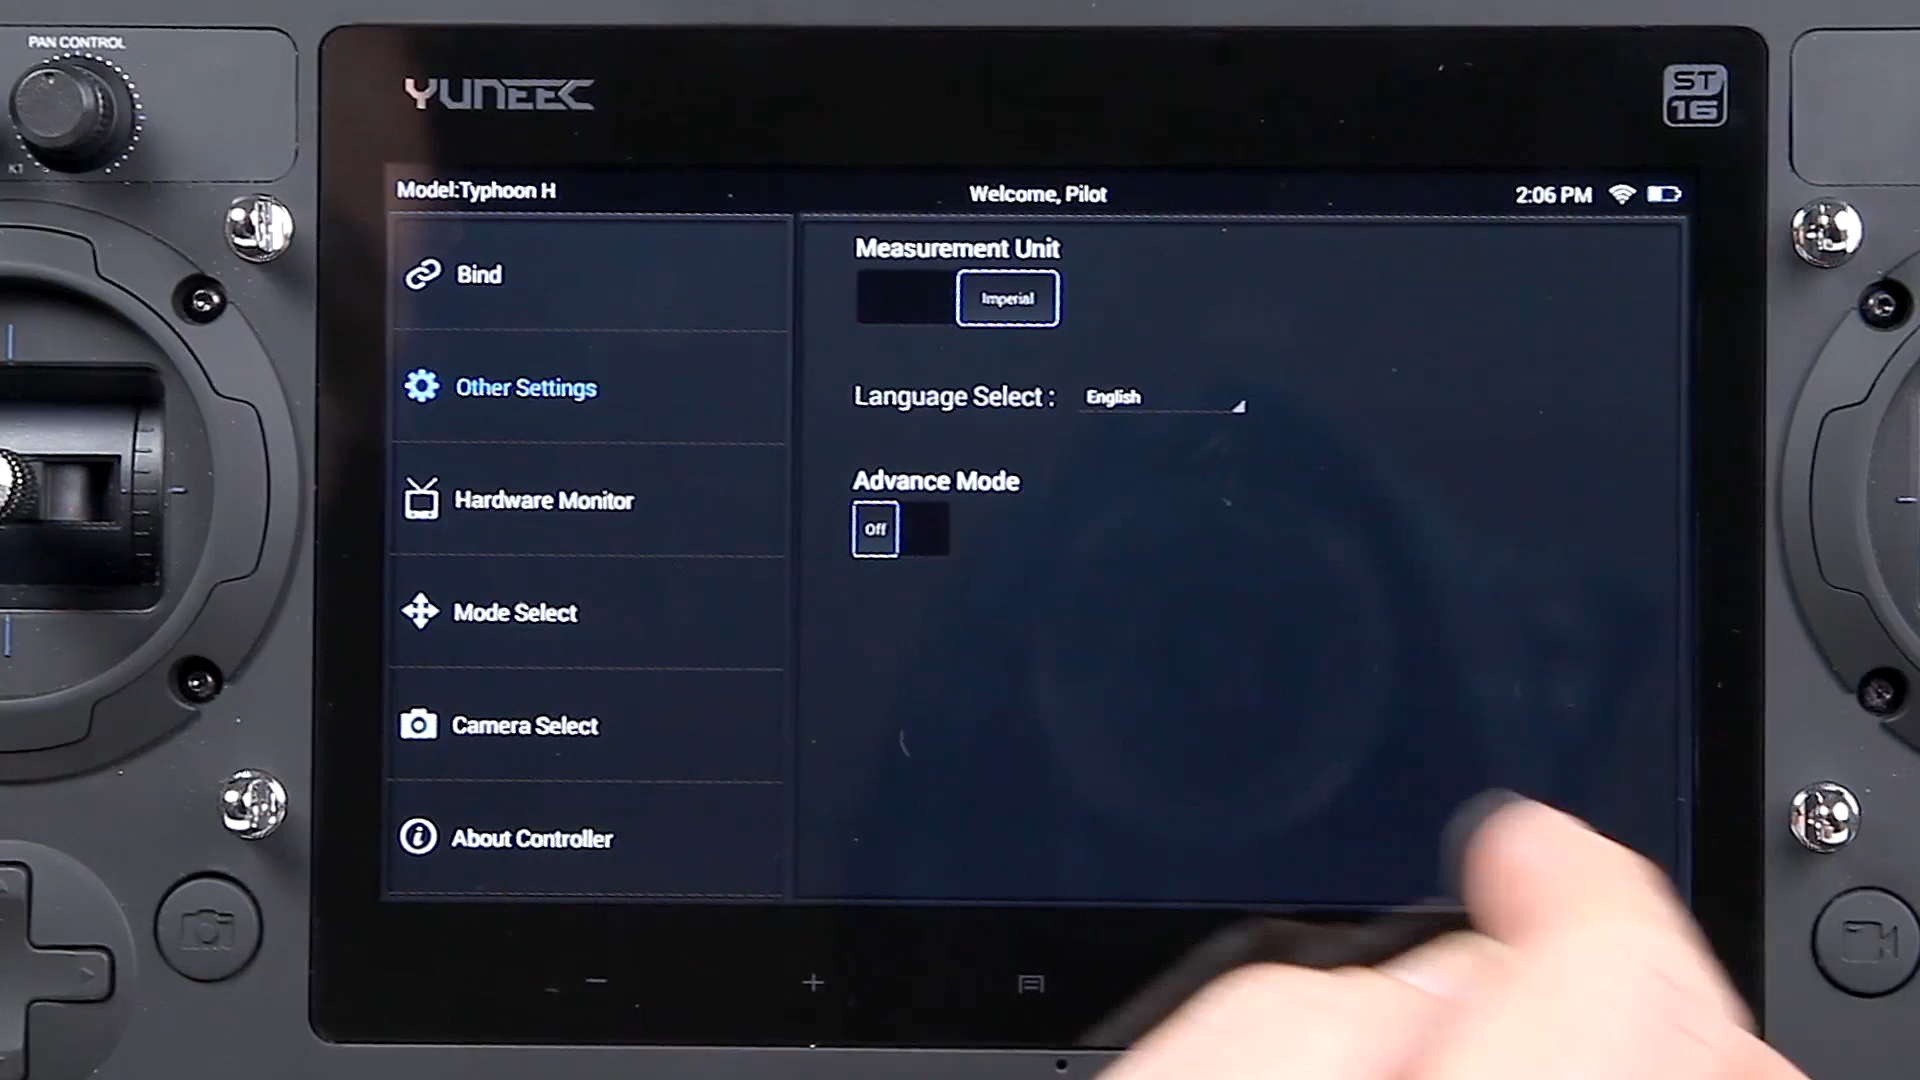 PAN CONTROL
K1
YUNEEC
ST
16
Model:Typhoon H
Welcome, Pilot
2:06 PM
Bind
Other Settings
Hardware Monitor
Mode Select
Camera Select
About Controller
Measurement Unit
Imperial
Language Select :
English
Advance Mode
Off